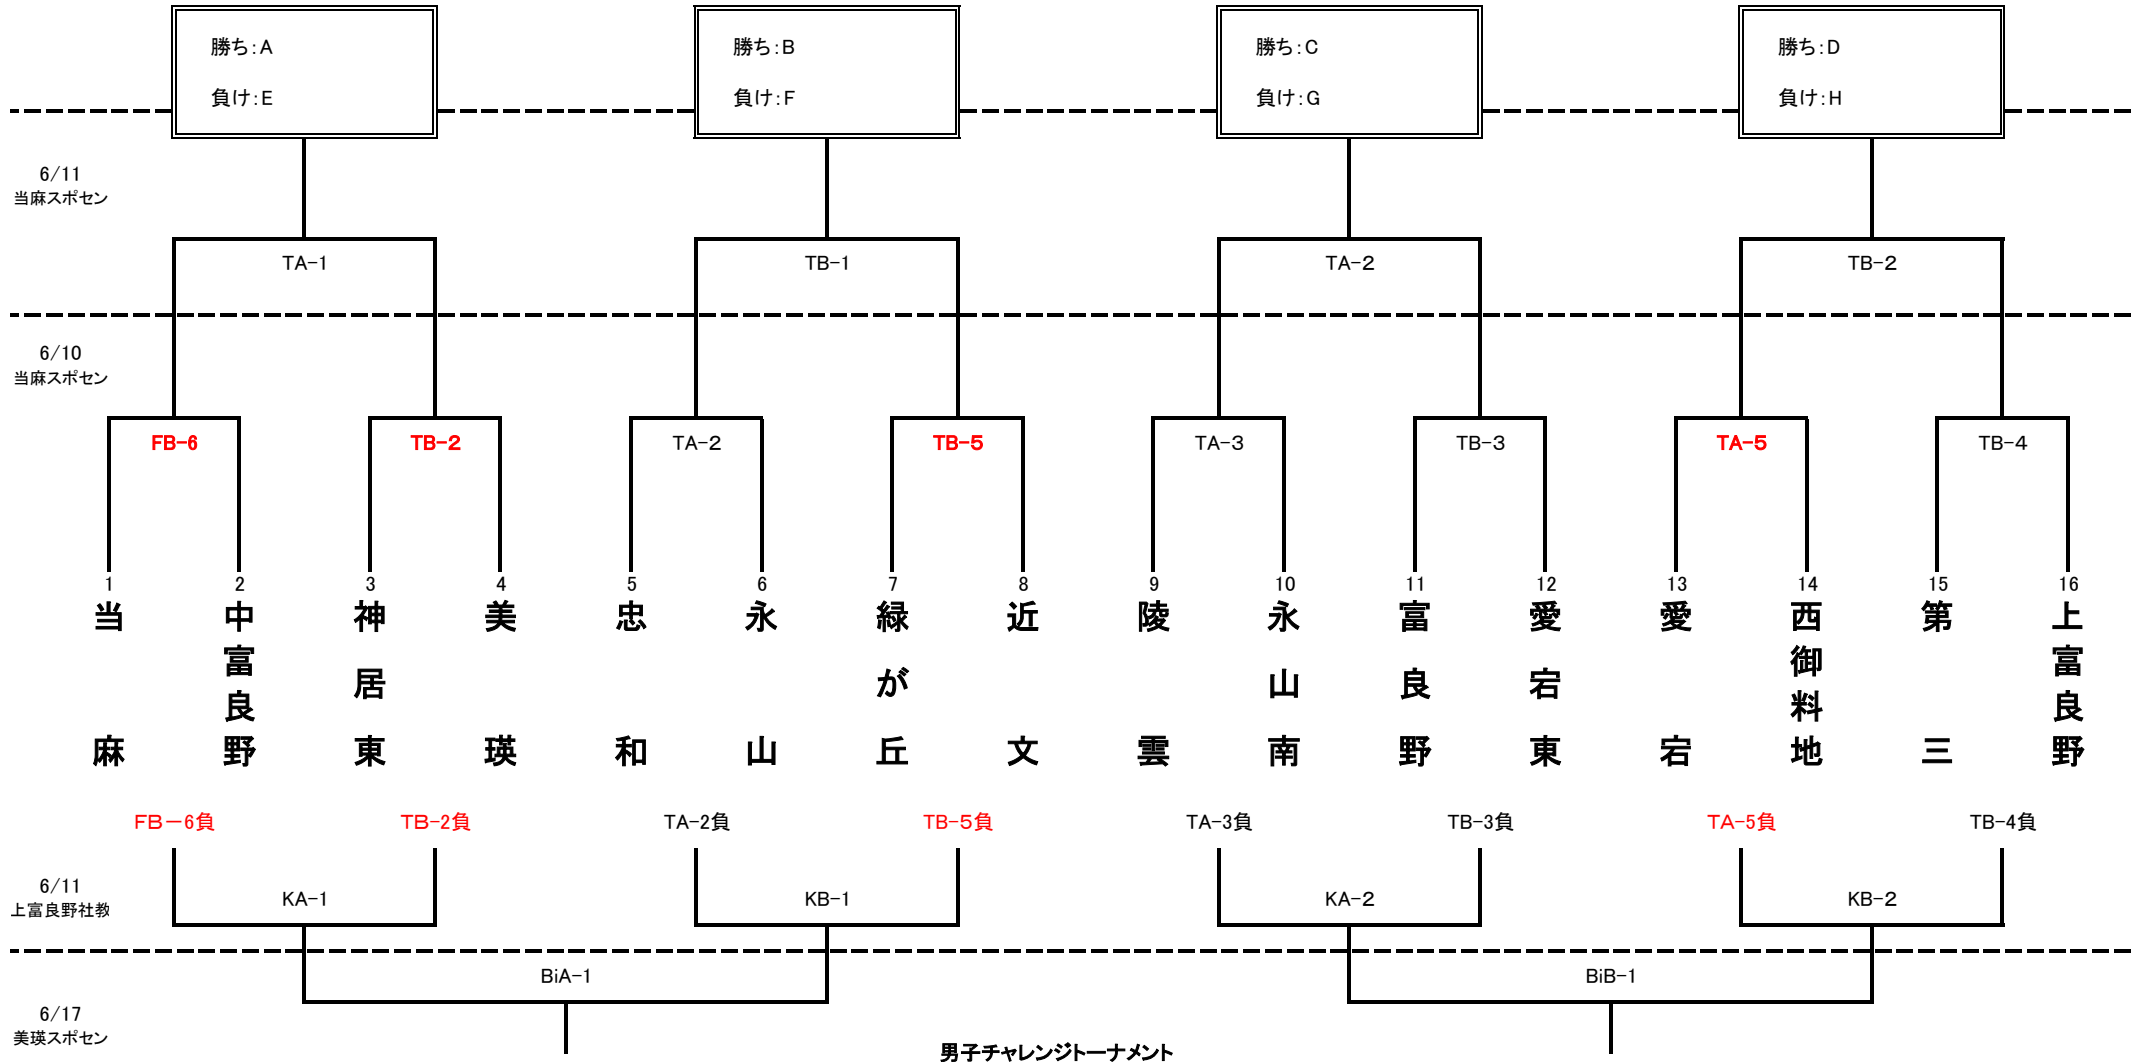 勝ち:A
負け:E
勝ち:B
負け:F
勝ち:C
負け:G
勝ち:D
負け:H
6/11
当麻スポセン
TA-1
TB-1
TA-2
TB-2
6/10
当麻スポセン
FB-6
TB-2
TA-2
TB-5
TA-3
TB-3
TA-5
TB-4
1
2
3
4
5
6
7
8
9
10
11
12
13
14
15
16
当麻
中富良野
神居東
美瑛
忠和
永山
緑が丘
近文
陵雲
永山南
富良野
愛宕東
愛宕
西御料地
第三
上富良野
FB-6負
TB-2負
TA-2負
TB-5負
TA-3負
TB-3負
TA-5負
TB-4負
6/11
上富良野社教
KA-1
KB-1
KA-2
KB-2
BiA-1
BiB-1
6/17
美瑛スポセン
男子チャレンジトーナメント